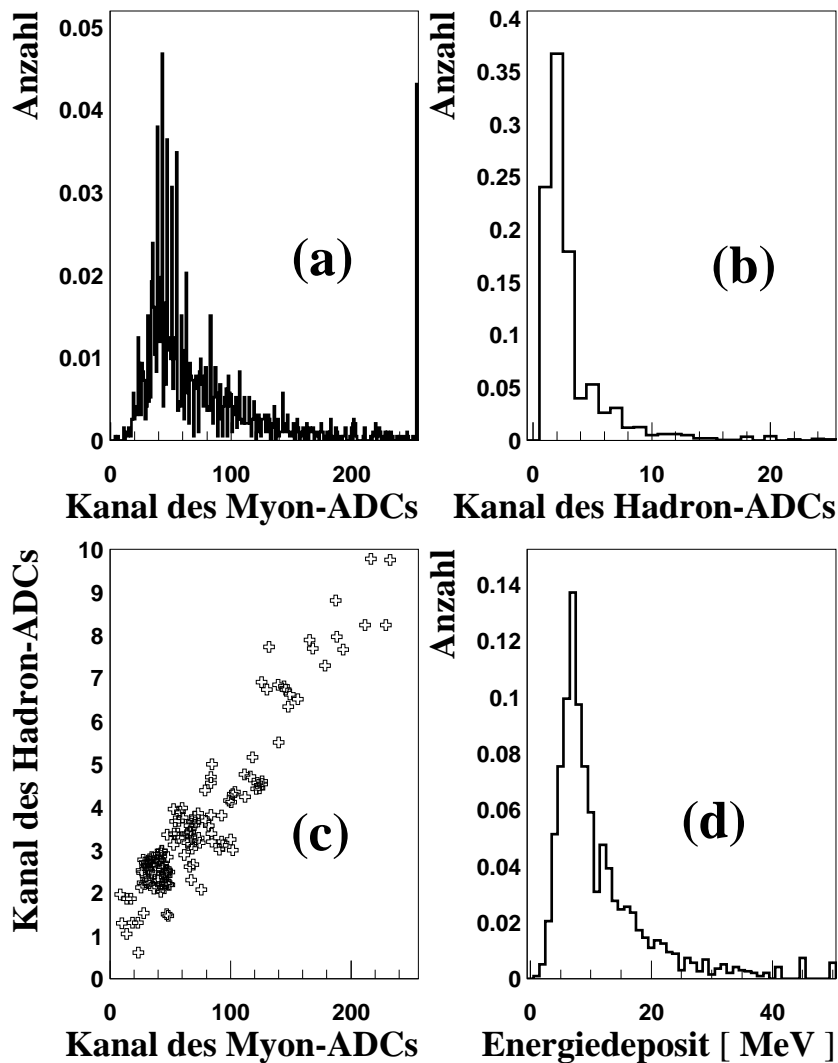 Anzahl
0.05
0.04
0.03
0.02
0.01
0
(a)
0 100 200
Kanal des Myon-ADCs
Anzahl
0.4
0.35
0.3
0.25
0.2
0.15
0.1
0.05
0
(b)
0 10 20
Kanal des Hadron-ADCs
Kanal des Hadron-ADCs
10
9
8
7
6
5
4
3
2
1
0
(c)
0 100 200
Kanal des Myon-ADCs
Anzahl
0.14
0.12
0.1
0.08
0.06
0.04
0.02
0
(d)
0 20 40
Energiedeposit [ MeV ]